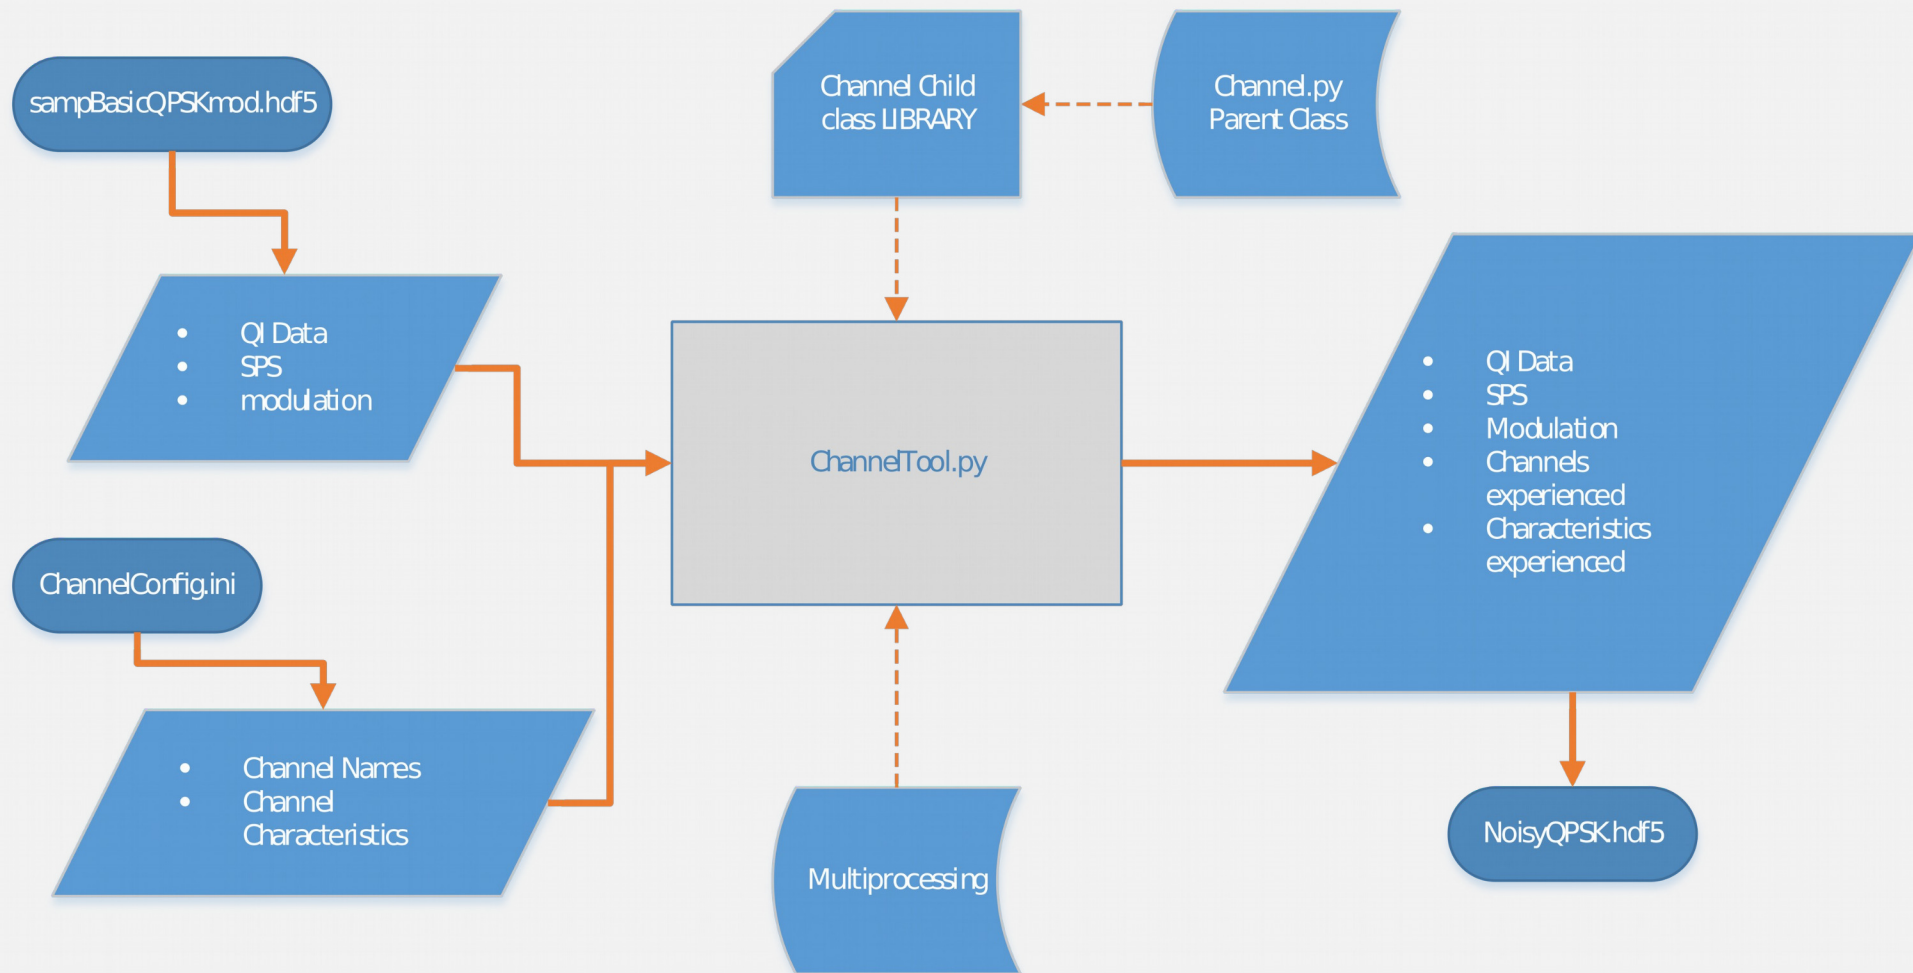 sampBasicQPSKmod.hdf5
Channel Child
class LIBRARY
Channel.py
Parent Class
• QI Data
• SPS
• modulation
ChannelTool.py
• QI Data
• SPS
• Modulation
• Channels
experienced
• Characteristics
experienced
ChannelConfig.ini
• Channel Names
• Channel
Characteristics
Multiprocessing
NoisyQPSK.hdf5